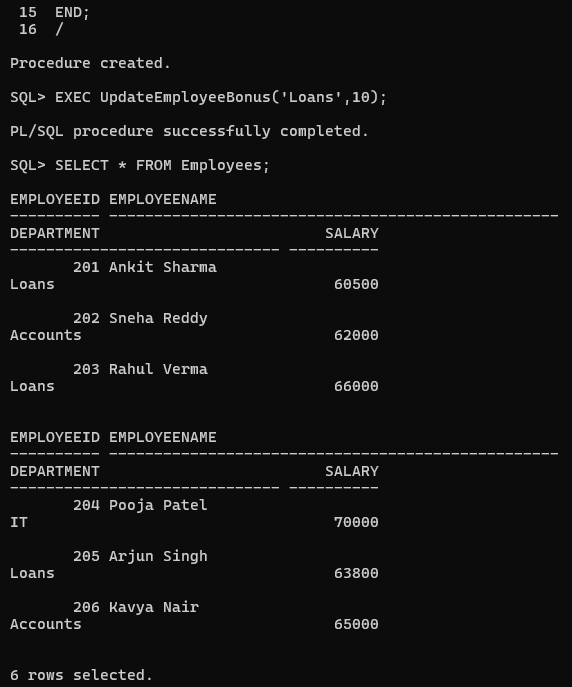 15  END;
 16  /
Procedure created.
SQL> EXEC UpdateEmployeeBonus('Loans',10);
PL/SQL procedure successfully completed.
SQL> SELECT * FROM Employees;
EMPLOYEEID EMPLOYEENAME
---------- --------------------------------------------------
DEPARTMENT                         SALARY
------------------------------ ----------
       201 Ankit Sharma
Loans                               60500
       202 Sneha Reddy
Accounts                            62000
       203 Rahul Verma
Loans                               66000
EMPLOYEEID EMPLOYEENAME
---------- --------------------------------------------------
DEPARTMENT                         SALARY
------------------------------ ----------
       204 Pooja Patel
IT                                  70000
       205 Arjun Singh
Loans                               63800
       206 Kavya Nair
Accounts                            65000
6 rows selected.